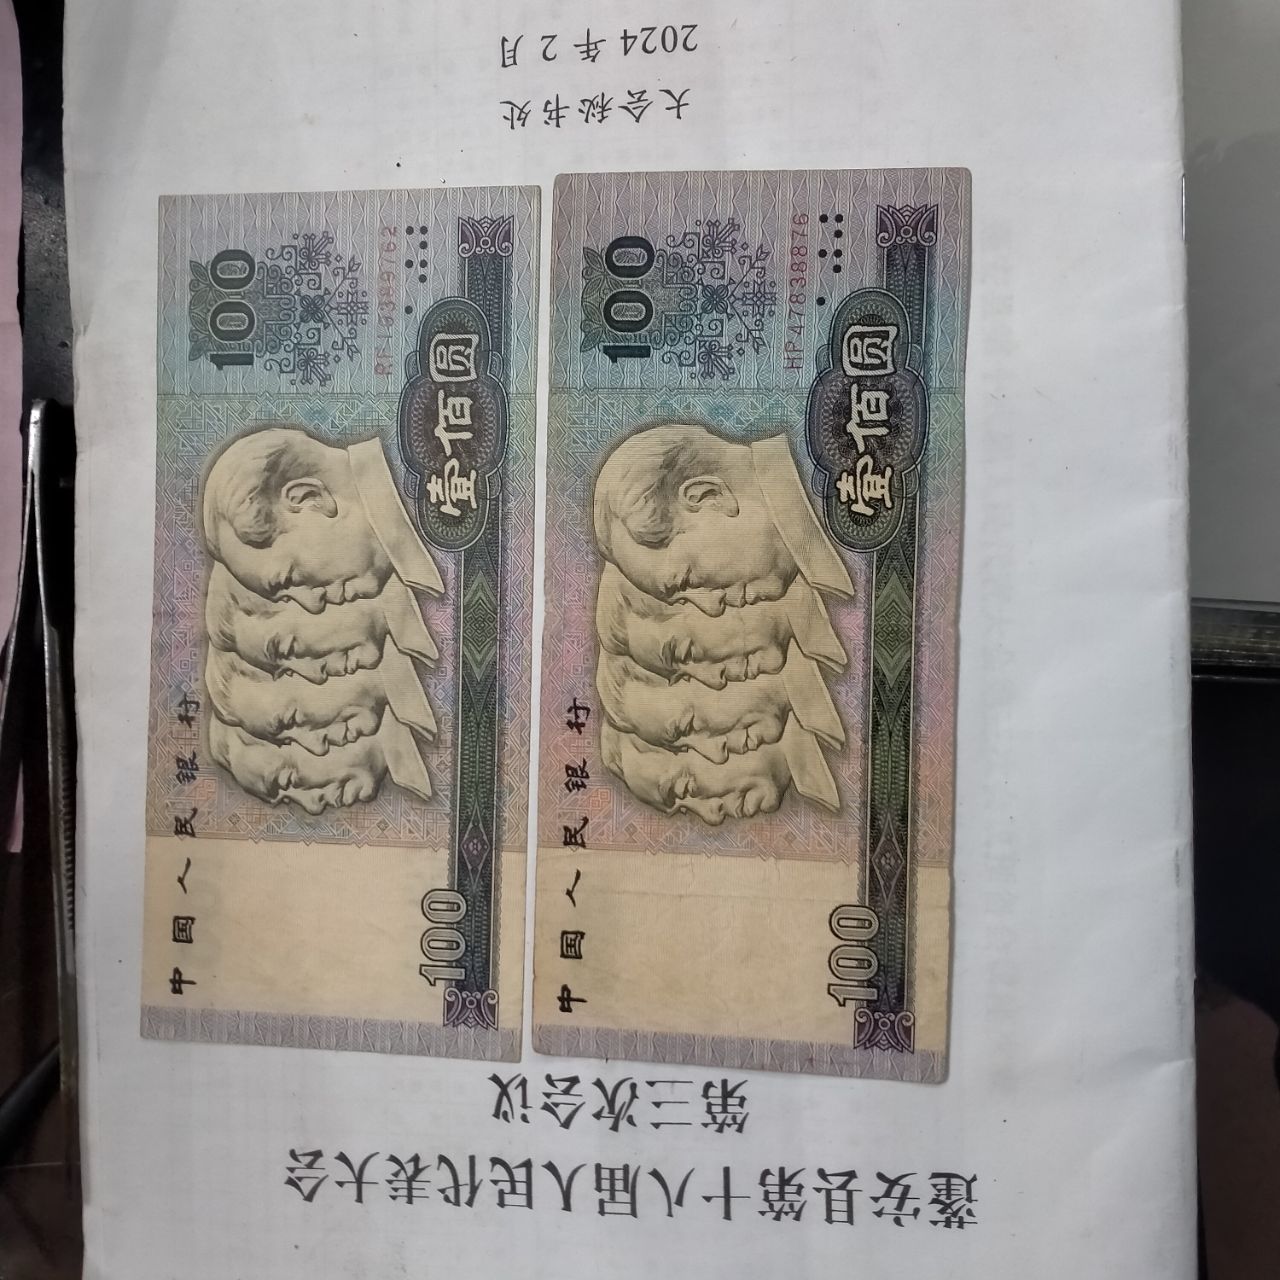 蓬安县第十八届人民代表大会
第三次会议
大会秘书处
2024年2月
中国人民银行
100
壹佰圆
100
中国人民银行
100
壹佰圆
100
HP47838876